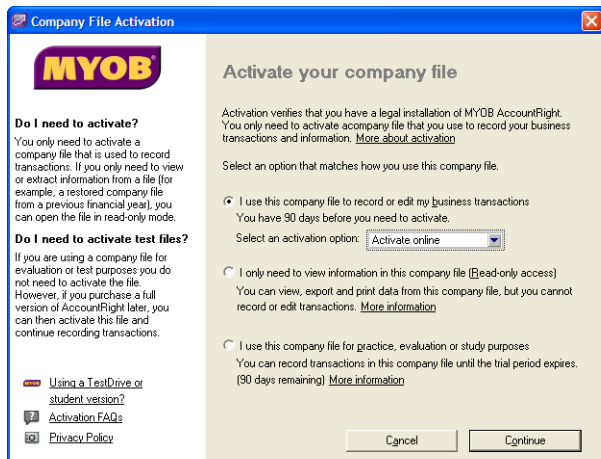 Company File Activation
MYOB
Do I need to activate?
You only need to activate a
company file that is used to record
transactions. If you only need to view
or extract information from a file (for
example, a restored company file
from a previous financial year), you
can open the file in read-only mode.
Do I need to activate test files?
If you are using a company file for
evaluation or test purposes you do
not need to activate the file.
However, if you purchase a full
version of AccountRight later, you
can then activate this file and
continue recording transactions.
MYOB
Using a TestDrive or
student version?
?
Activation FAQs
Privacy Policy
Activate your company file
Activation verifies that you have a legal installation of MYOB AccountRight.
You only need to activate acompany file that you use to record your business
transactions and information. More about activation
Select an option that matches how you use this company file.
I use this company file to record or edit my business transactions
You have 90 days before you need to activate.
Select an activation option: Activate online
I only need to view information in this company file (Read-only access)
You can view, export and print data from this company file, but you cannot
record or edit transactions. More information
I use this company file for practice, evaluation or study purposes
You can record transactions in this company file until the trial period expires.
(90 days remaining) More information
Cancel Continue